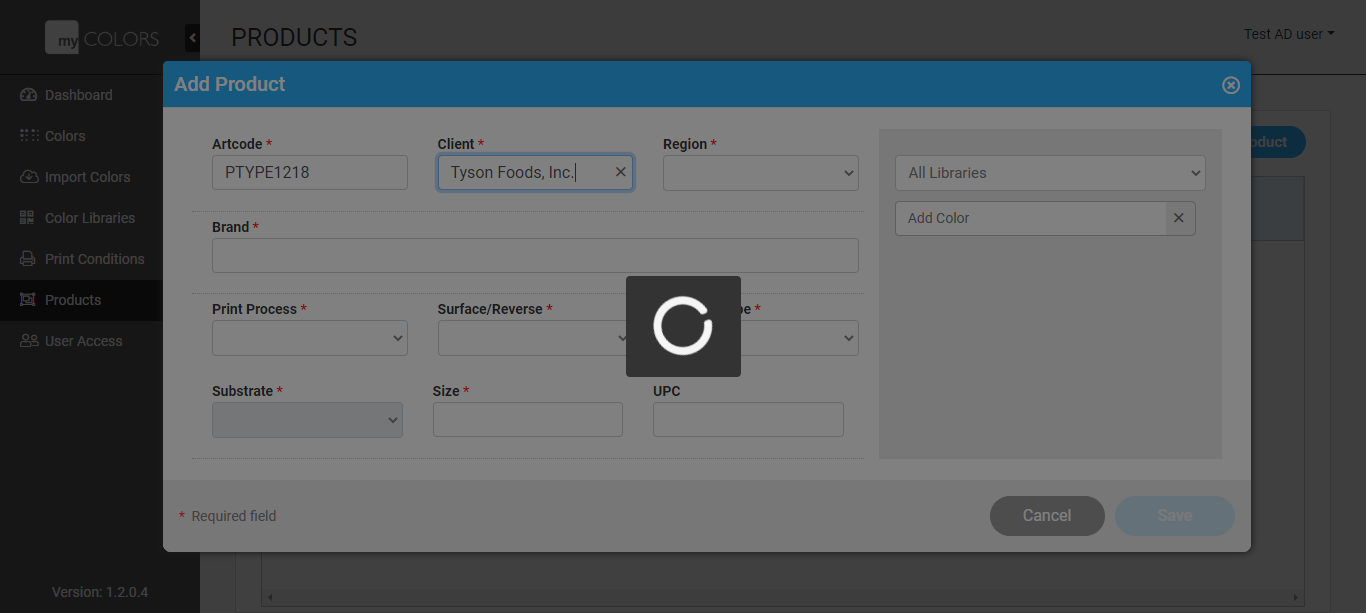 my COLORS
PRODUCTS
Test AD user
Add Product
Dashboard
Colors
Import Colors
Color Libraries
Print Conditions
Products
User Access
Version: 1.2.0.4
Artcode *
Client *
Region *
PTYPE1218
Tyson Foods, Inc.
Brand *
Print Process *
Surface/Reverse *
pe *
Substrate *
Size *
UPC
All Libraries
Add Color
oduct
* Required field
Cancel
Save